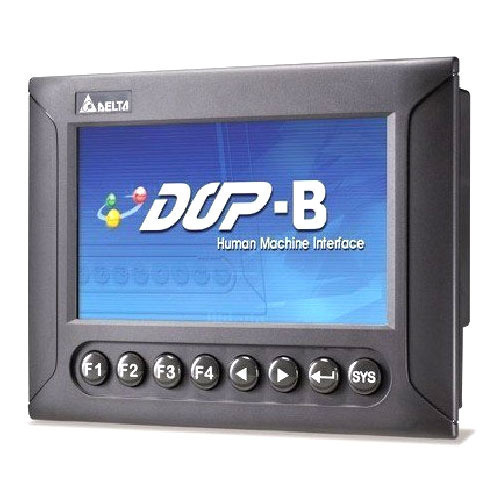 DELTA
DOP-B
Human Machine Interface
F1 F2 F3 F4 SYS